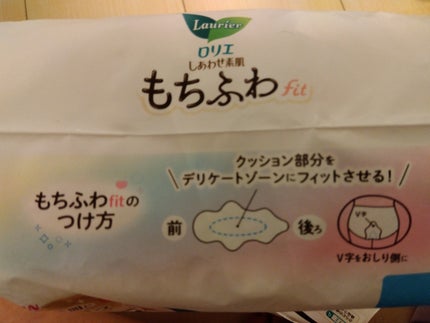 Laurier
ロリエ
しあわせ素肌
もちふわ fit
クッション部分を
デリケートゾーンにフィットさせる!
もちふわfitの
つけ方
前
後ろ
V字
V字をおしり側に